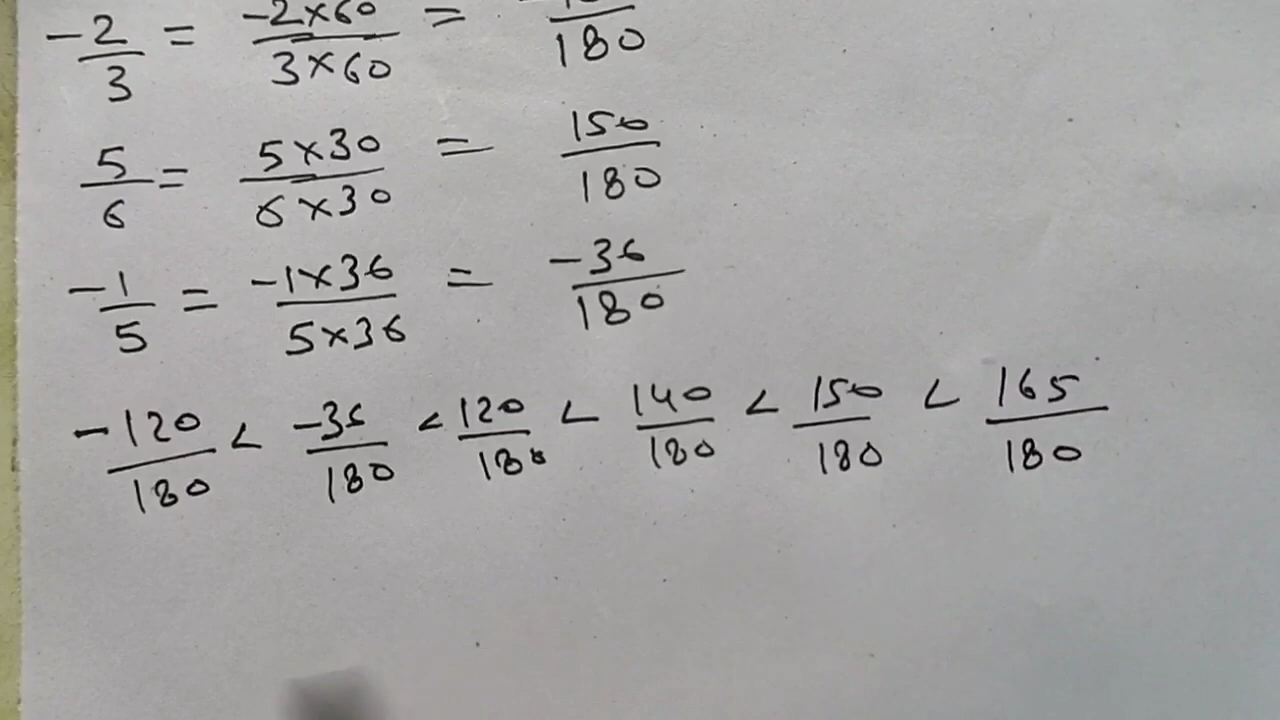 -2/3 = -2×60/3×60 = /180
5/6 = 5×30/6×30 = 150/180
-1/5 = -1×36/5×36 = -36/180
-120/180 < -36/180 < 120/180 < 140/180 < 150/180 < 165/180